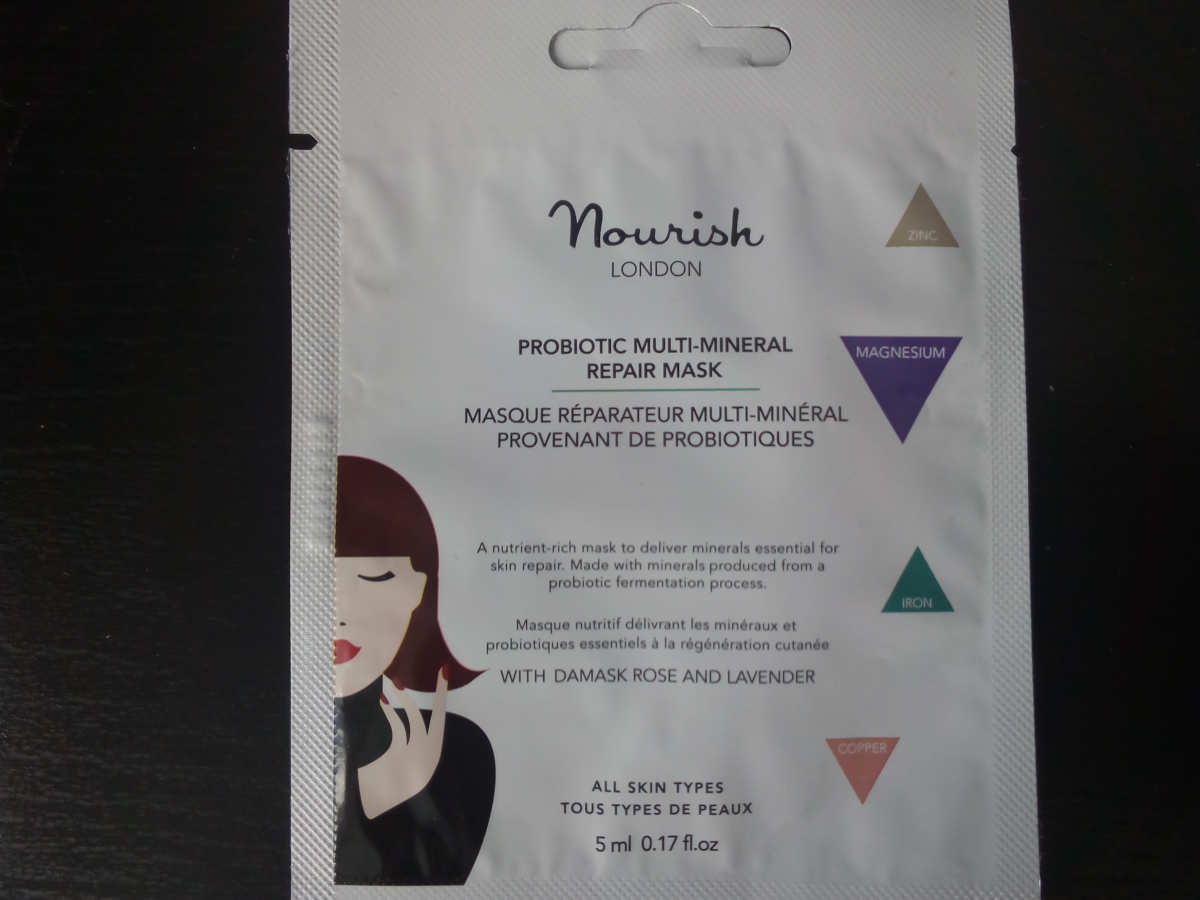 Nourish
LONDON
ZINC
PROBIOTIC MULTI-MINERAL
REPAIR MASK
MAGNESIUM
MASQUE RÉPARATEUR MULTI-MINÉRAL
PROVENANT DE PROBIOTIQUES
A nutrient-rich mask to deliver minerals essential for
skin repair. Made with minerals produced from a
probiotic fermentation process.
IRON
Masque nutritif délivrant les minéraux et
probiotiques essentiels à la régénération cutanée
WITH DAMASK ROSE AND LAVENDER
COPPER
ALL SKIN TYPES
TOUS TYPES DE PEAUX
5 ml 0.17 fl.oz